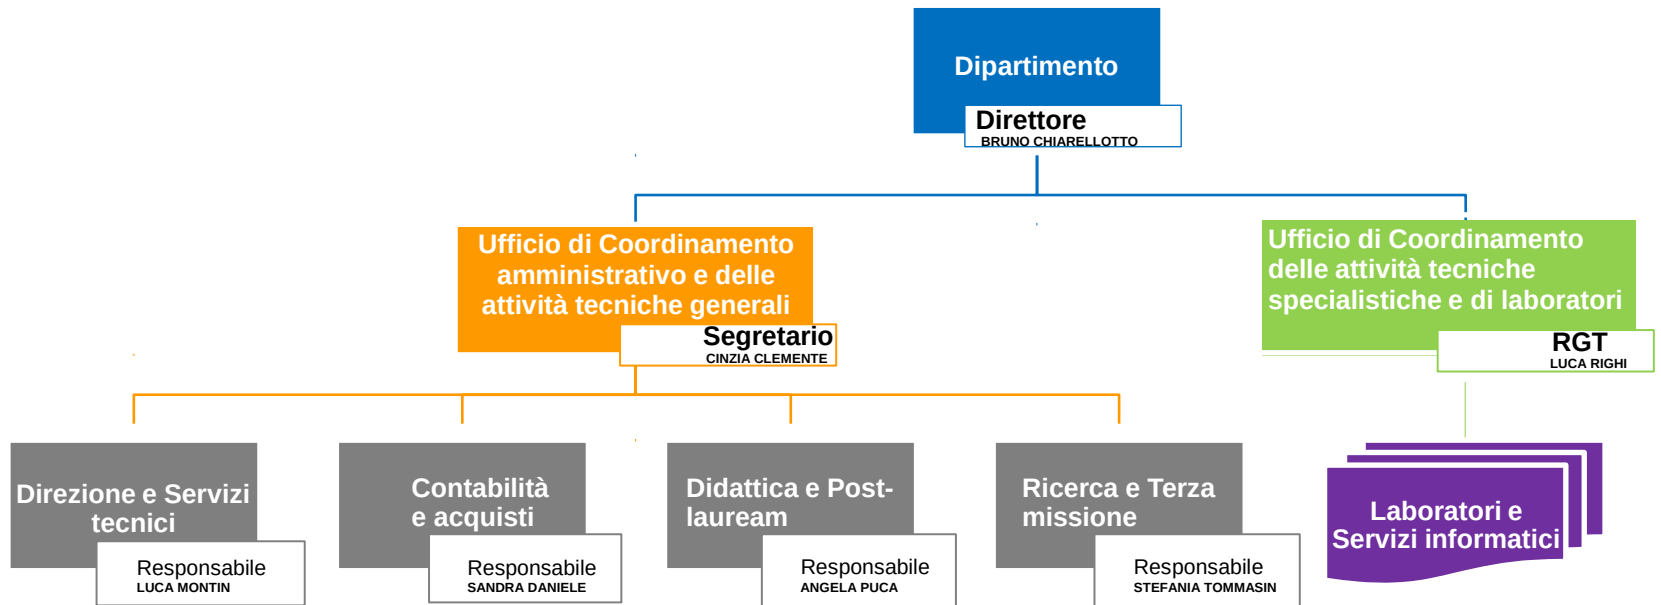 Dipartimento
Direttore
BRUNO CHIARELLOTTO
Ufficio di Coordinamento
amministrativo e delle
attività tecniche generali
Segretario
CINZIA CLEMENTE
Ufficio di Coordinamento
delle attività tecniche
specialistiche e di laboratori
RGT
LUCA RIGHI
Direzione e Servizi
tecnici
Responsabile
LUCA MONTIN
Contabilità
e acquisti
Responsabile
SANDRA DANIELE
Didattica e Post-
lauream
Responsabile
ANGELA PUCA
Ricerca e Terza
missione
Responsabile
STEFANIA TOMMASIN
Laboratori e
Servizi informatici